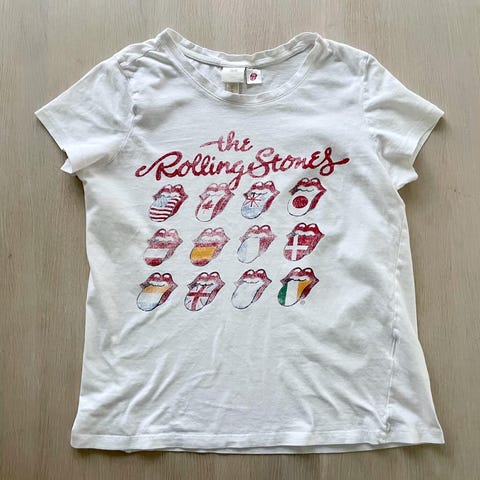 the
Rolling Stones